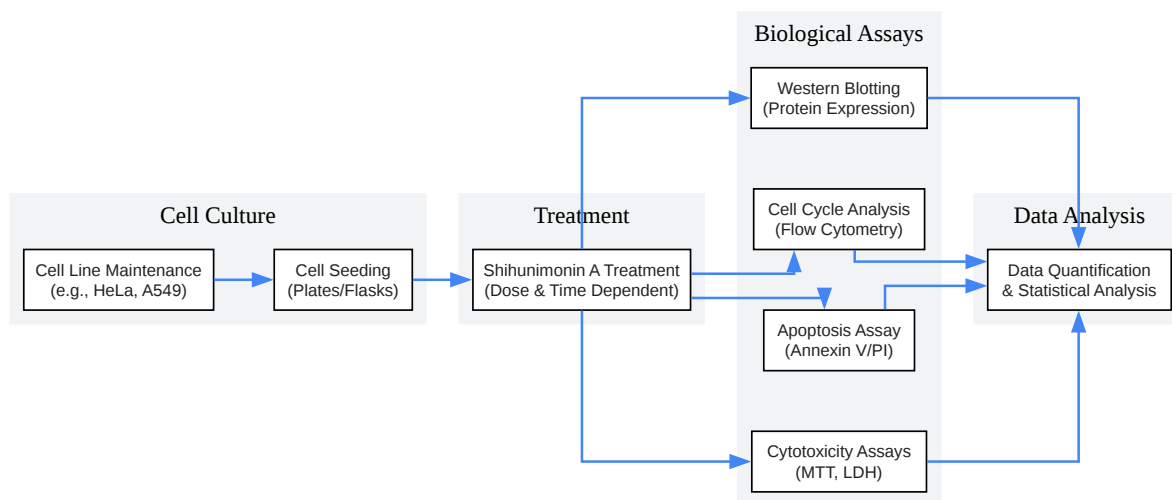 Cell Culture
Cell Line Maintenance
(e.g., HeLa, A549)
Cell Seeding
(Plates/Flasks)
Treatment
Shihunimonin A Treatment
(Dose & Time Dependent)
Biological Assays
Western Blotting
(Protein Expression)
Cell Cycle Analysis
(Flow Cytometry)
Apoptosis Assay
(Annexin V/PI)
Cytotoxicity Assays
(MTT, LDH)
Data Analysis
Data Quantification
& Statistical Analysis